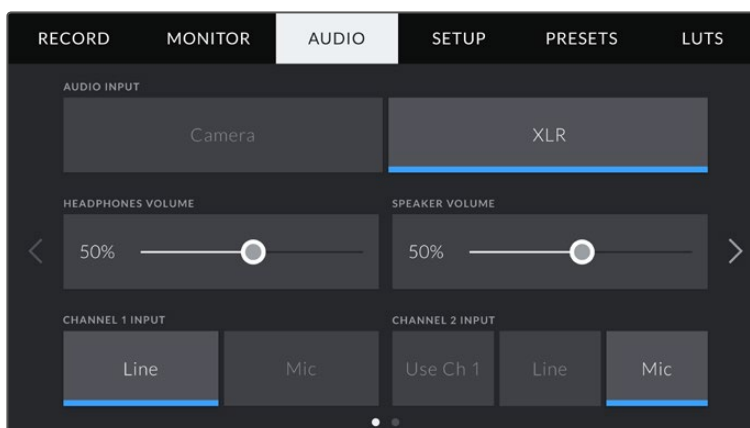 RECORD MONITOR AUDIO SETUP PRESETS LUTS
AUDIO INPUT
Camera XLR
HEADPHONES VOLUME SPEAKER VOLUME
50% 50%
CHANNEL 1 INPUT CHANNEL 2 INPUT
Line Mic Use Ch 1 Line Mic